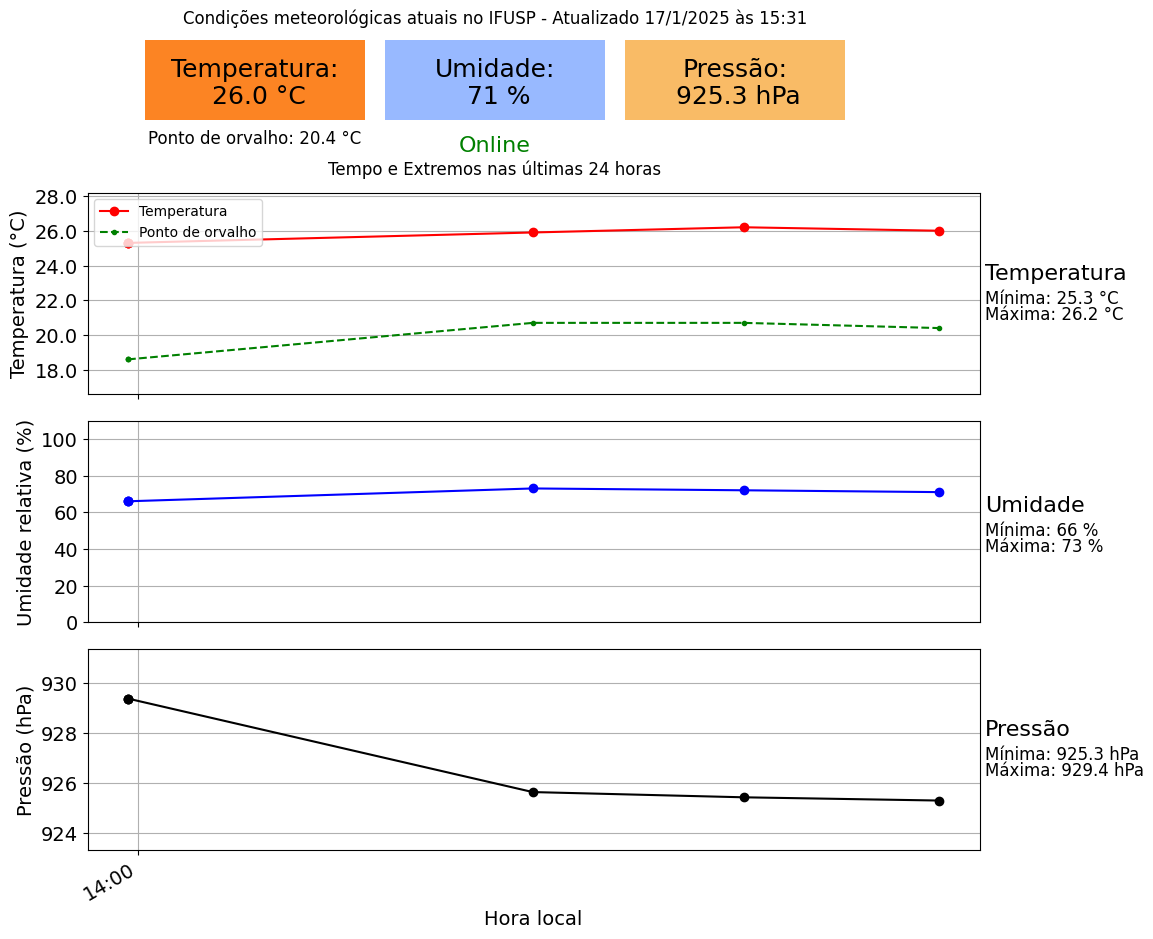 Condições meteorológicas atuais no IFUSP - Atualizado 17/1/2025 às 15:31
Temperatura:
26.0 °C
Umidade:
71 %
Pressão:
925.3 hPa
Ponto de orvalho: 20.4 °C
Online
Tempo e Extremos nas últimas 24 horas
Temperatura (°C)
28.0
26.0
24.0
22.0
20.0
18.0
Temperatura
Ponto de orvalho
Temperatura
Mínima: 25.3 °C
Máxima: 26.2 °C
Umidade relativa (%)
100
80
60
40
20
0
Umidade
Mínima: 66 %
Máxima: 73 %
Pressão (hPa)
930
928
926
924
Pressão
Mínima: 925.3 hPa
Máxima: 929.4 hPa
14:00
Hora local